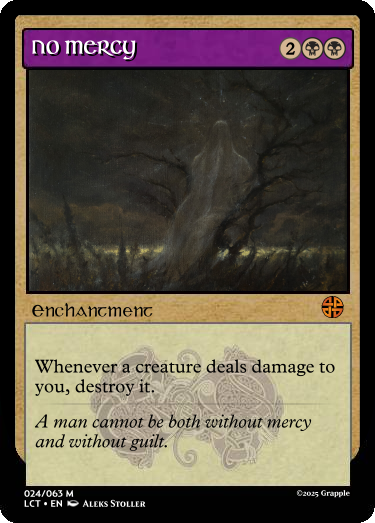 No Mercy 2
Enchantment
Whenever a creature deals damage to
you, destroy it.
A man cannot be both without mercy
and without guilt.
024/063 M ©2025 Grapple
LCT • EN Aleks Stoller